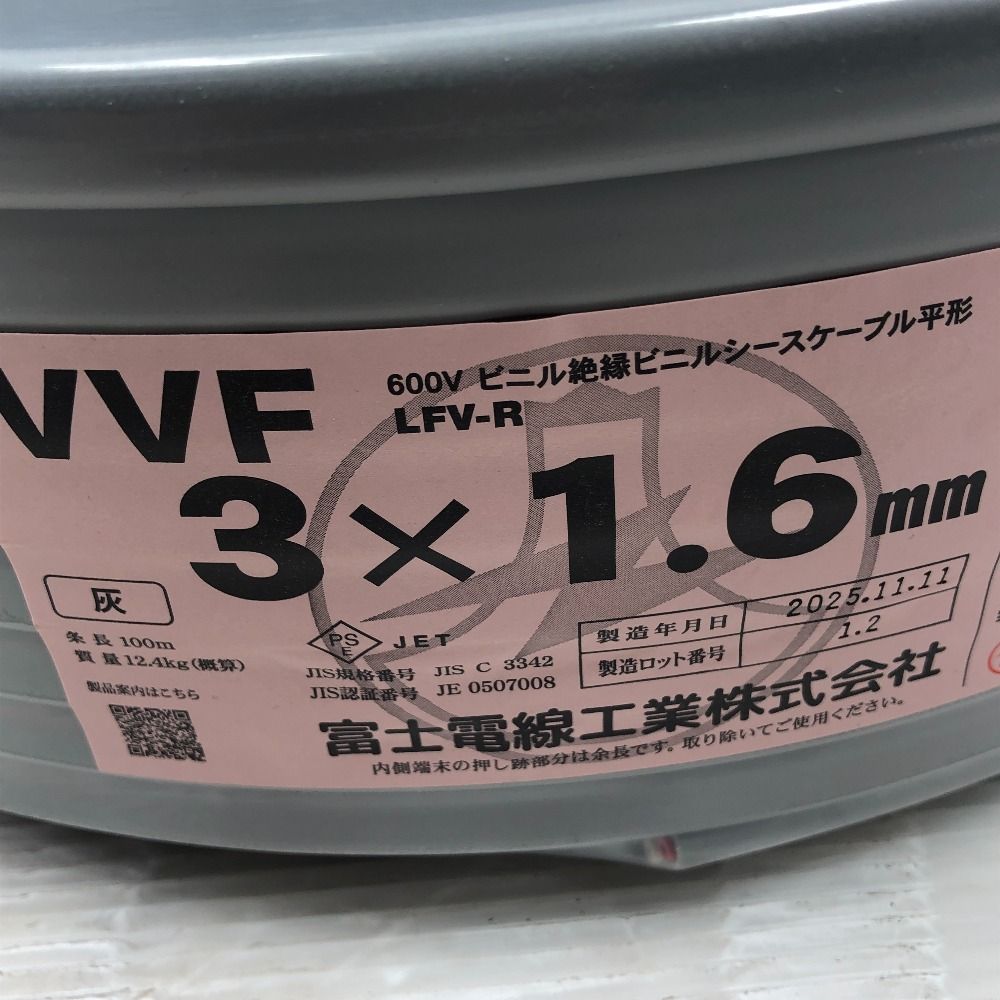 VVF
600V ビニル絶縁ビニルシースケーブル平形
LFV-R
3×1.6mm
灰
条長 100m
質量 12.4kg(概算)
製品案内はこちら
PS
E
JET
JIS規格番号 JIS C 3342
JIS認証番号 JE 0507008
製造年月日 2025.11.11
製造ロット番号 1.2
富士電線工業株式会社
内側端末の押し跡部分は余長です。取り除いてご使用ください。